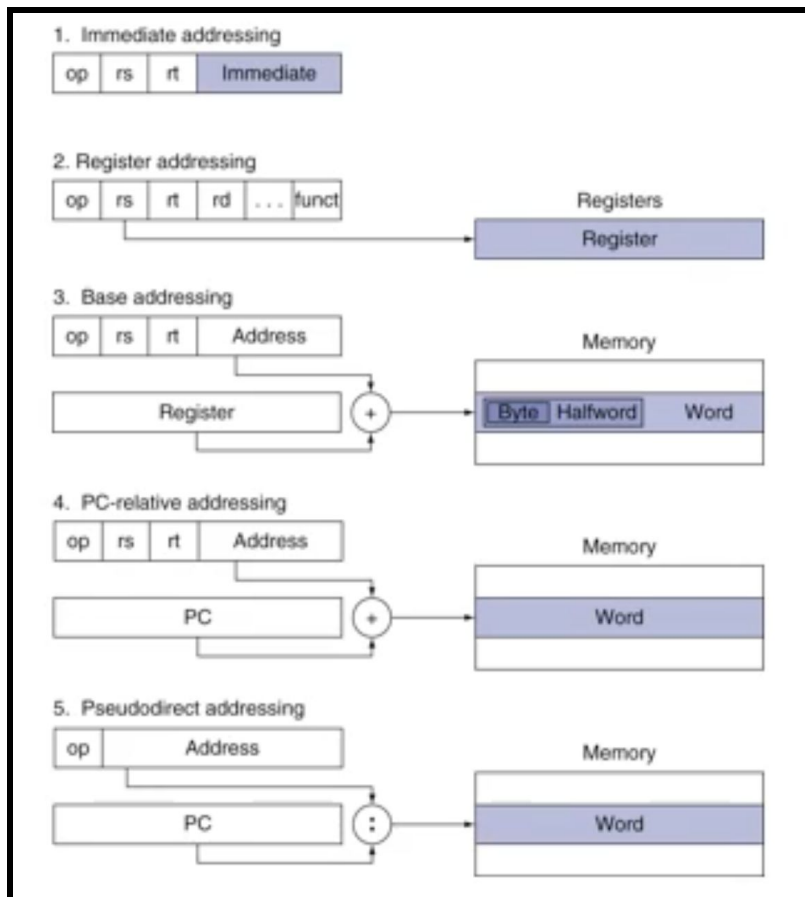 1. Immediate addressing
op rs rt Immediate
2. Register addressing
op rs rt rd ... funct
Registers
Register
3. Base addressing
op rs rt Address
Memory
Register + Byte Halfword Word
4. PC-relative addressing
op rs rt Address
Memory
PC + Word
5. Pseudodirect addressing
op Address
Memory
PC : Word